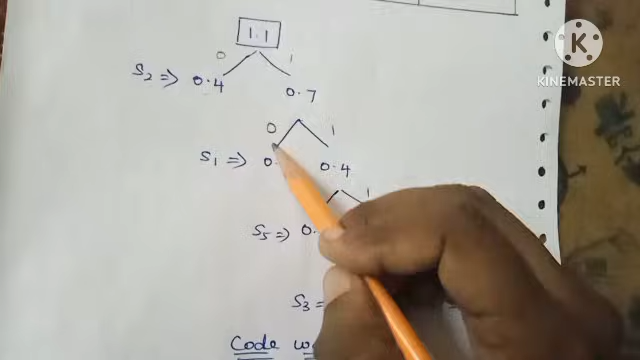 1.1
0 1
S2 => 0.4 0.7
0 1
S1 => 0.4
1
S5 => 0.
S3 =
Code
K
KINEMASTER